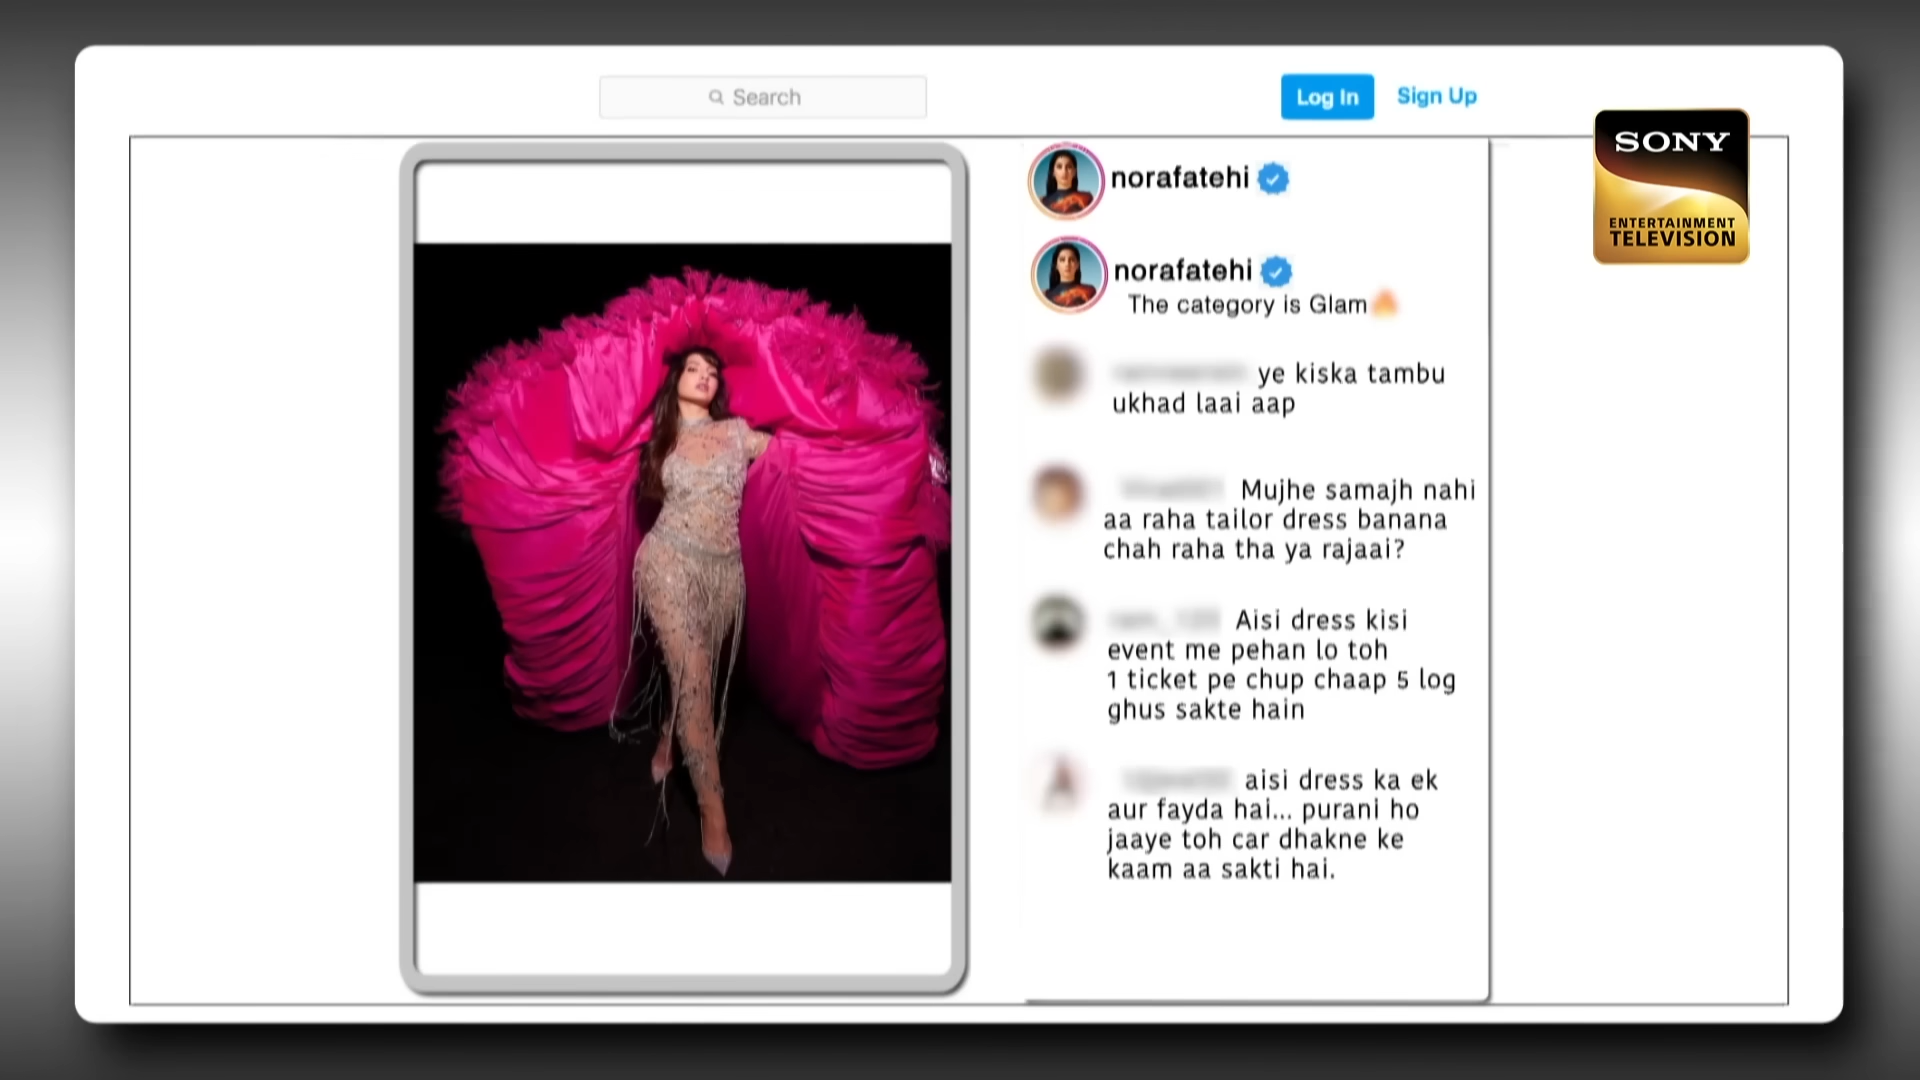 Search
Log In
Sign Up
SONY
ENTERTAINMENT
TELEVISION
norafatehi
norafatehi
The category is Glam🔥
ye kiska tambu
ukhad laai aap
Mujhe samajh nahi
aa raha tailor dress banana
chah raha tha ya rajaai?
Aisi dress kisi
event me pehan lo toh
1 ticket pe chup chaap 5 log
ghus sakte hain
aisi dress ka ek
aur fayda hai... purani ho
jaaye toh car dhakne ke
kaam aa sakti hai.